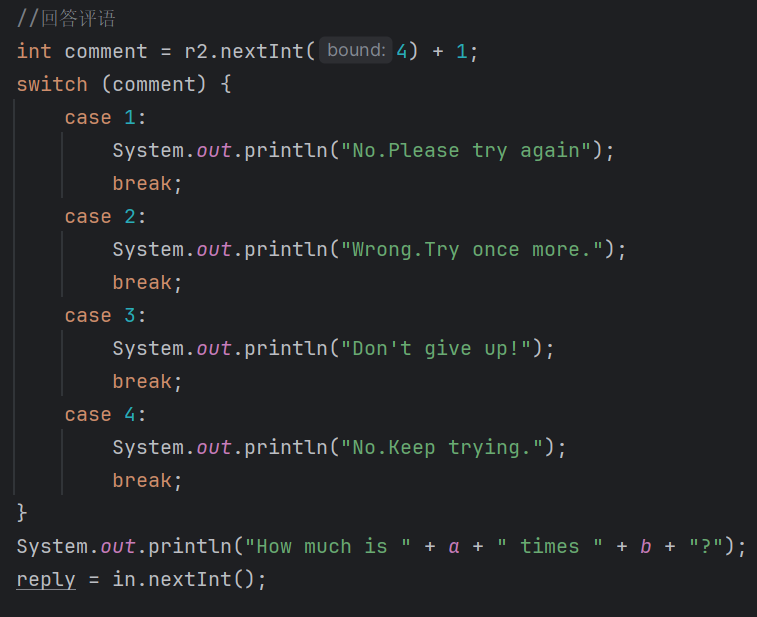 //回答评语
int comment = r2.nextInt( bound: 4) + 1;
switch (comment) {
case 1:
System.out.println("No.Please try again");
break;
case 2:
System.out.println("Wrong.Try once more.");
break;
case 3:
System.out.println("Don't give up!");
break;
case 4:
System.out.println("No.Keep trying.");
break;
}
System.out.println("How much is " + a + " times " + b + "?");
reply = in.nextInt();